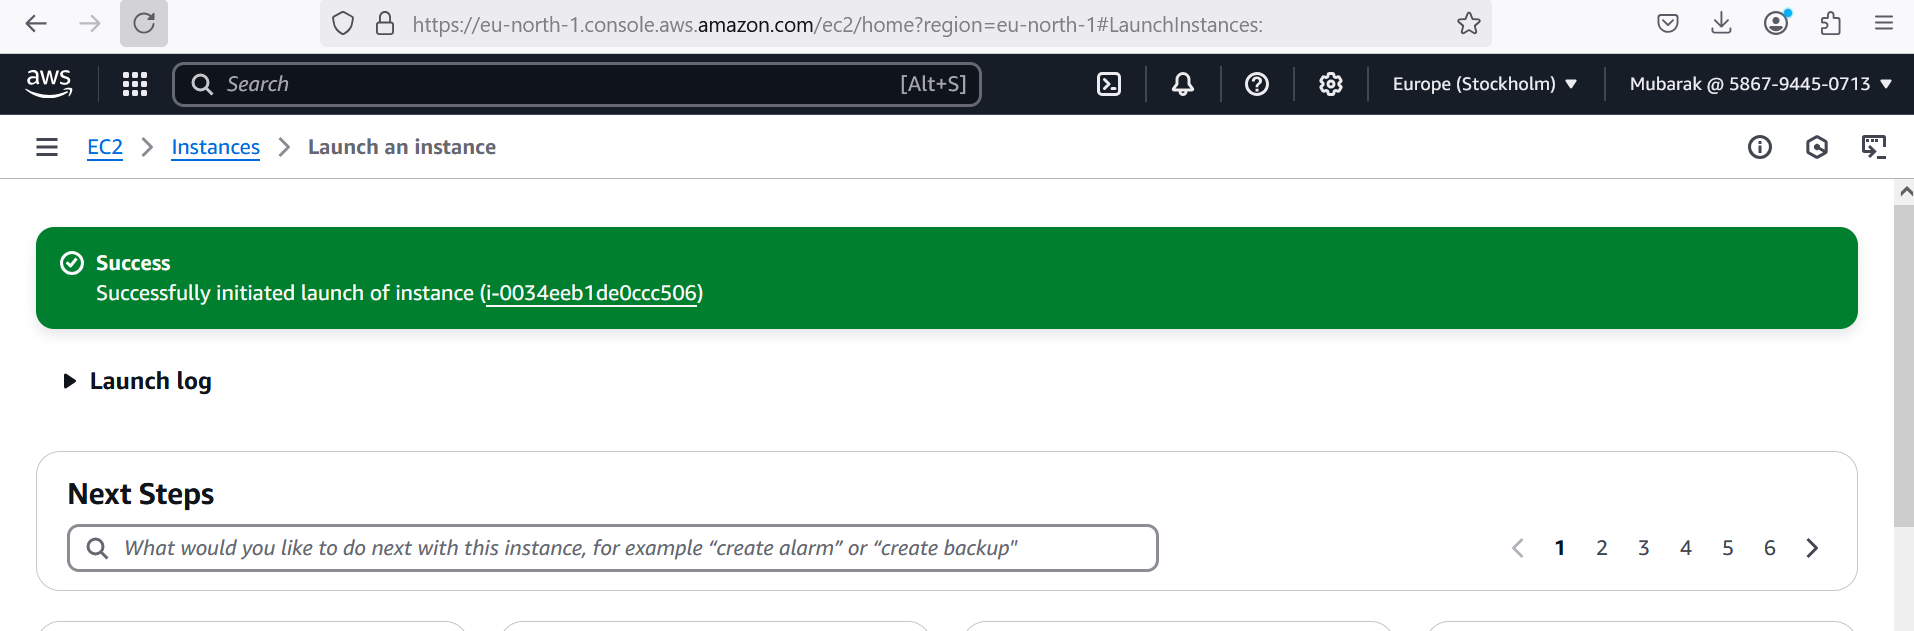 https://eu-north-1.console.aws.amazon.com/ec2/home?region=eu-north-1#LaunchInstances:
aws
Search
[Alt+S]
Europe (Stockholm)
Mubarak @ 5867-9445-0713
EC2 > Instances > Launch an instance
Success
Successfully initiated launch of instance (i-0034eeb1de0ccc506)
Launch log
Next Steps
What would you like to do next with this instance, for example “create alarm” or “create backup"
1 2 3 4 5 6